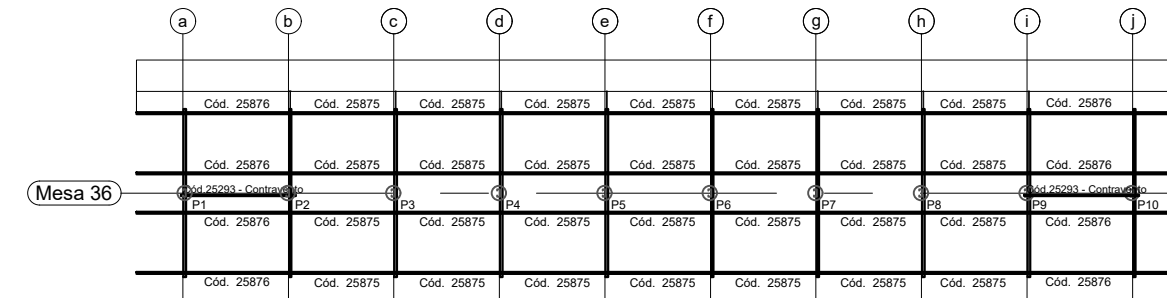 a b c d e f g h i j
Cód. 25876 Cód. 25875 Cód. 25875 Cód. 25875 Cód. 25875 Cód. 25875 Cód. 25875 Cód. 25875 Cód. 25876
Cód. 25876 Cód. 25875 Cód. 25875 Cód. 25875 Cód. 25875 Cód. 25875 Cód. 25875 Cód. 25875 Cód. 25876
Mesa 36 Cód.25293 - Contravento Cód.25293 - Contravento
P1 P2 P3 P4 P5 P6 P7 P8 P9 P10
Cód. 25876 Cód. 25875 Cód. 25875 Cód. 25875 Cód. 25875 Cód. 25875 Cód. 25875 Cód. 25875 Cód. 25876
Cód. 25876 Cód. 25875 Cód. 25875 Cód. 25875 Cód. 25875 Cód. 25875 Cód. 25875 Cód. 25875 Cód. 25876